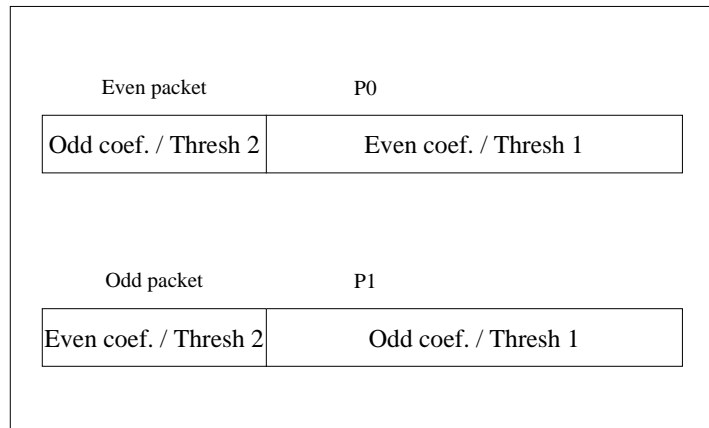 Even packet P0
Odd coef. / Thresh 2 Even coef. / Thresh 1
Odd packet P1
Even coef. / Thresh 2 Odd coef. / Thresh 1